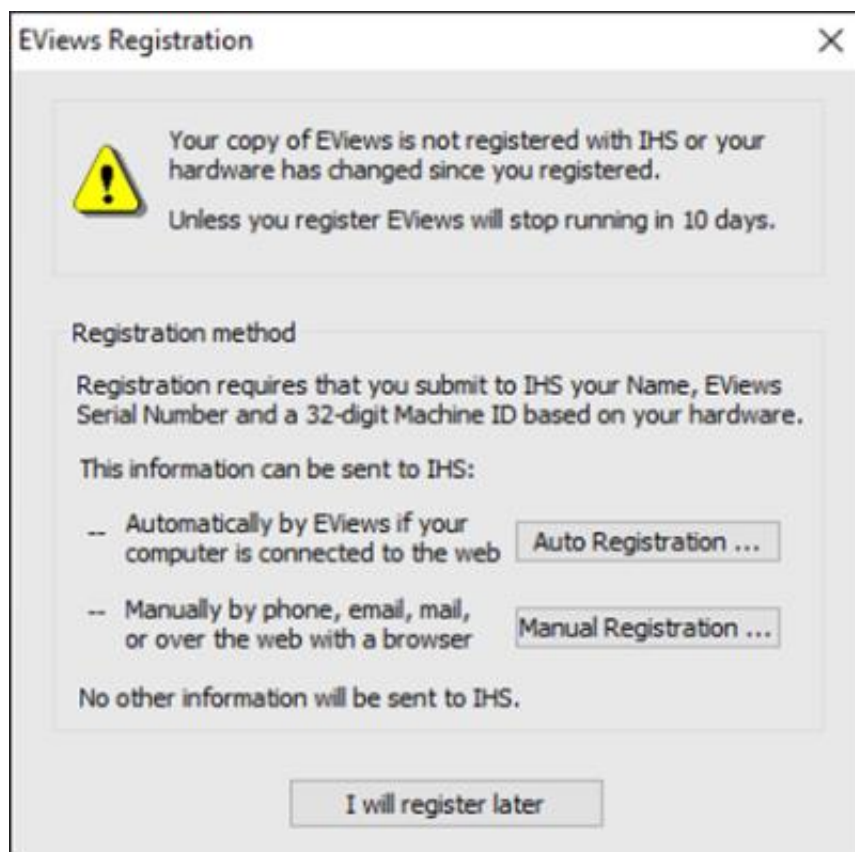 EViews Registration
Your copy of EViews is not registered with IHS or your
hardware has changed since you registered.
Unless you register EViews will stop running in 10 days.
Registration method
Registration requires that you submit to IHS your Name, EViews
Serial Number and a 32-digit Machine ID based on your hardware.
This information can be sent to IHS:
-- Automatically by EViews if your
computer is connected to the web
Auto Registration ...
-- Manually by phone, email, mail,
or over the web with a browser
Manual Registration ...
No other information will be sent to IHS.
I will register later